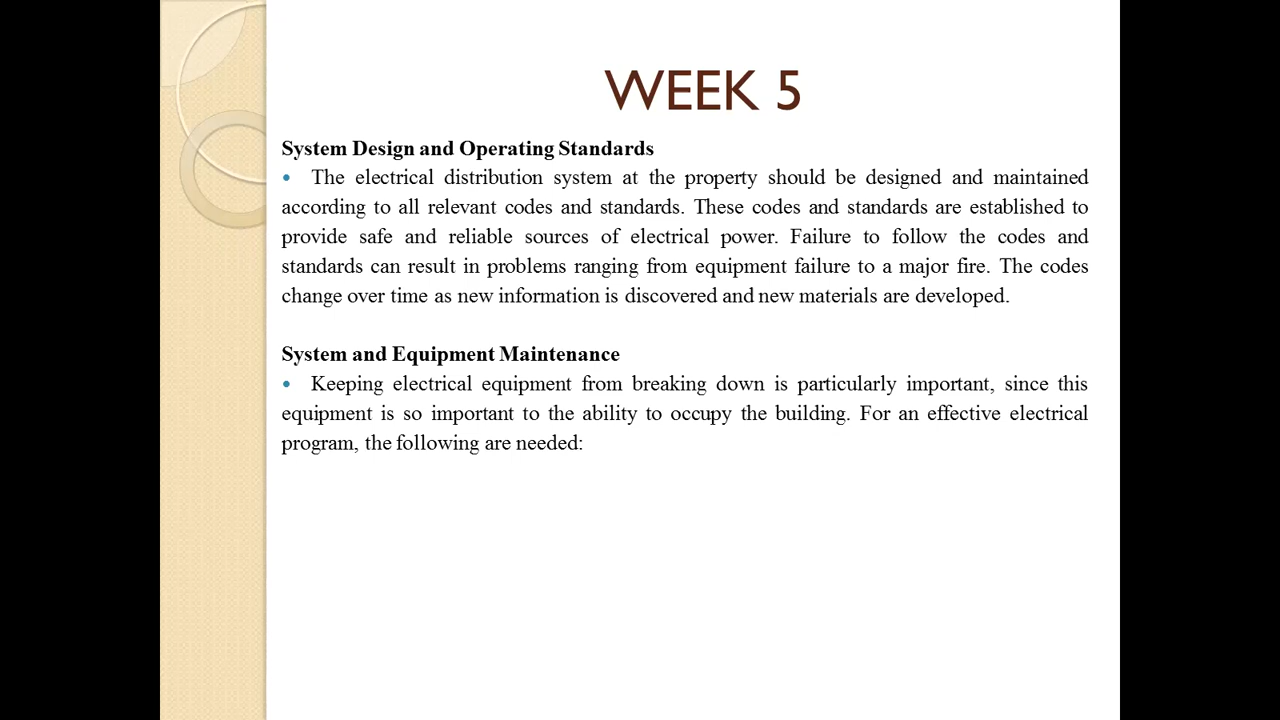 WEEK 5
System Design and Operating Standards
• The electrical distribution system at the property should be designed and maintained
according to all relevant codes and standards. These codes and standards are established to
provide safe and reliable sources of electrical power. Failure to follow the codes and
standards can result in problems ranging from equipment failure to a major fire. The codes
change over time as new information is discovered and new materials are developed.
System and Equipment Maintenance
• Keeping electrical equipment from breaking down is particularly important, since this
equipment is so important to the ability to occupy the building. For an effective electrical
program, the following are needed: